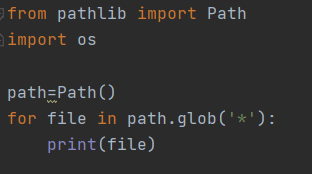 from pathlib import Path
import os

path=Path()
for file in path.glob('*'):
    print(file)